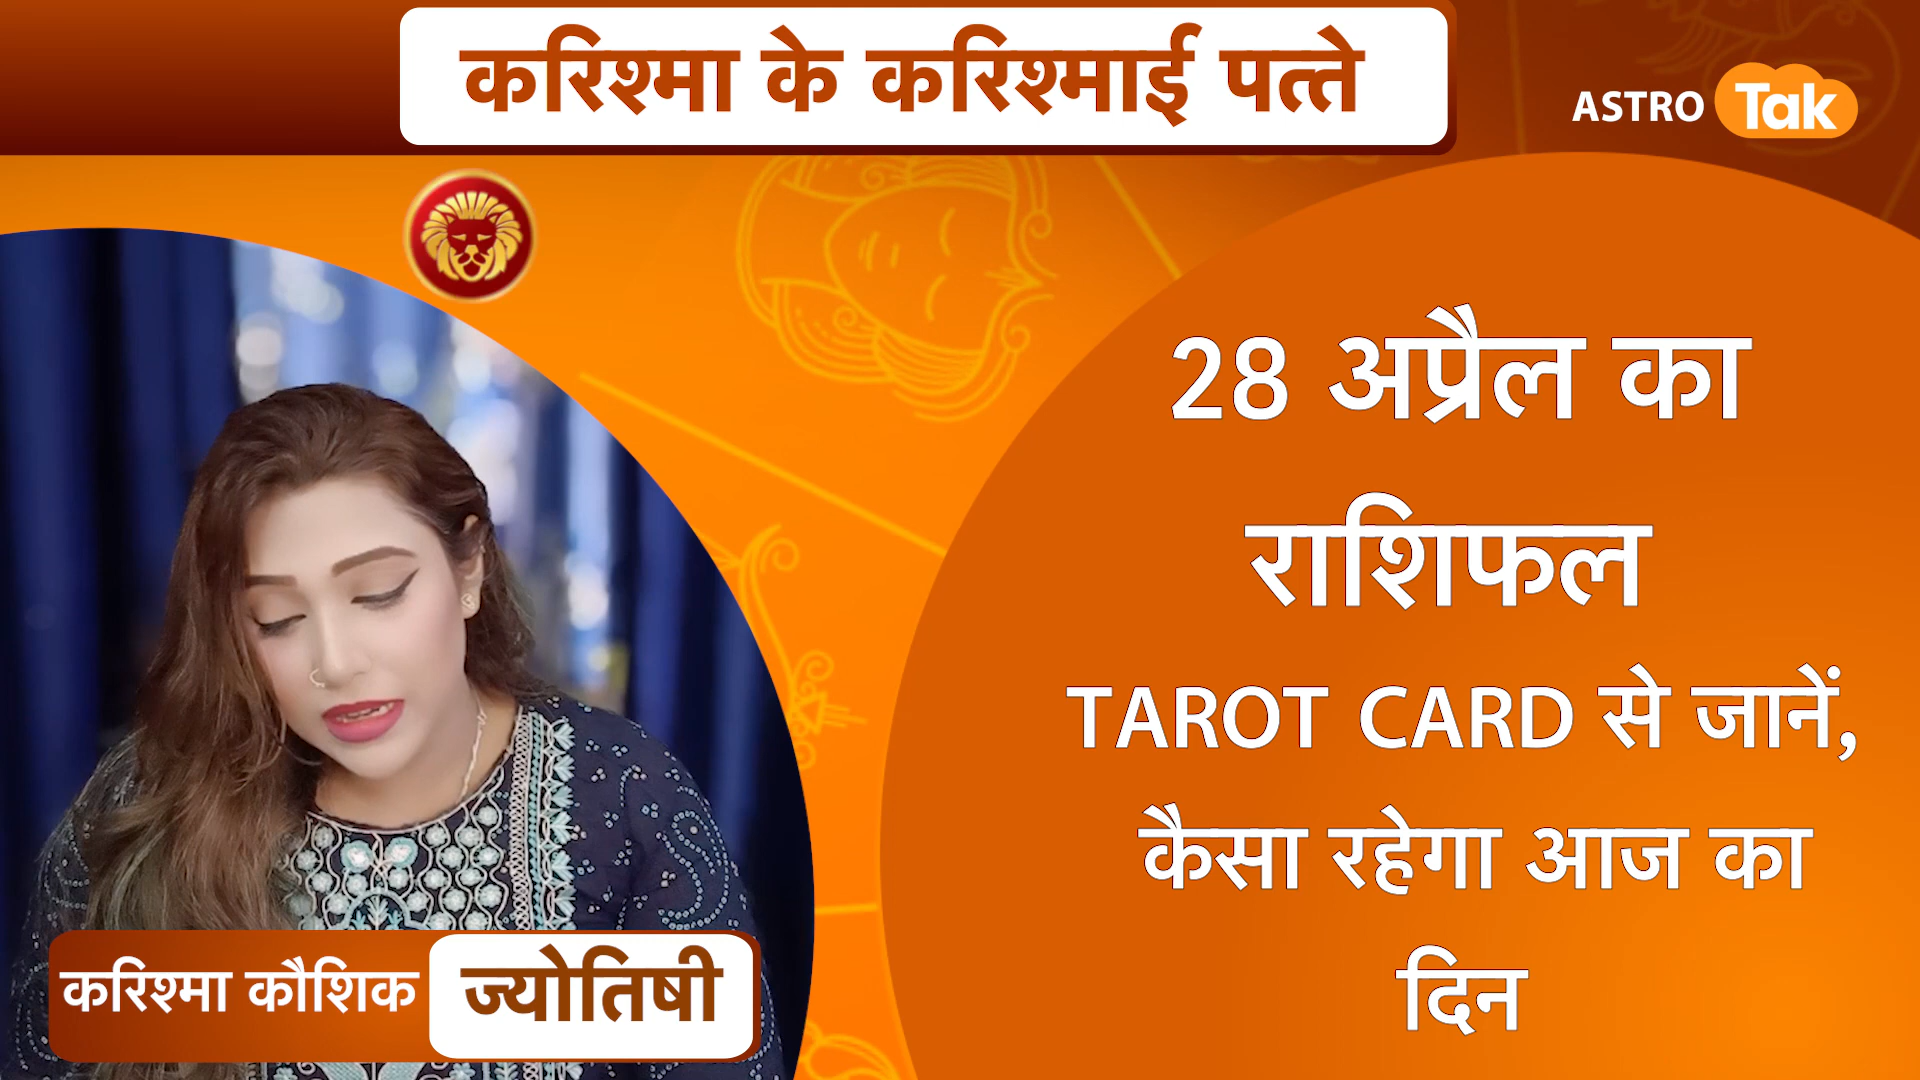 करिश्मा के करिश्माई पत्ते
ASTRO Tak
28 अप्रैल का
राशिफल
TAROT CARD से जानें,
कैसा रहेगा आज का
दिन
करिश्मा कौशिक ज्योतिषी